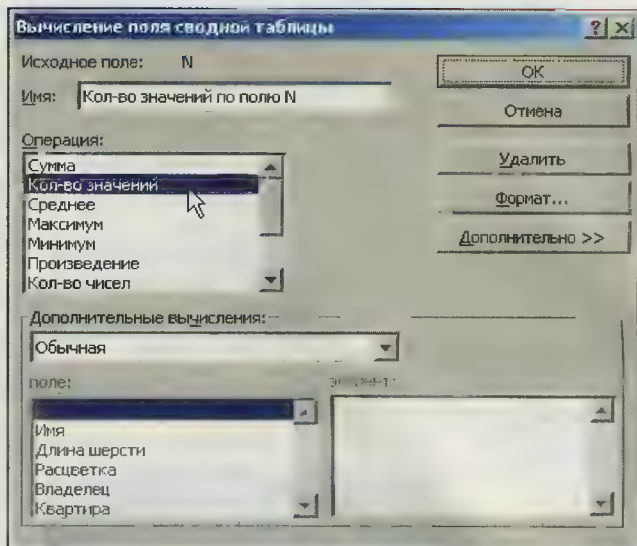 Вычисление поля сводной таблицы
Исходное поле: N
Имя: Кол-во значений по полю N
Операция:
Сумма
Кол-во значений
Среднее
Максимум
Минимум
Произведение
Кол-во чисел
OK
Отмена
Удалить
Формат...
Дополнительно >>
Дополнительные вычисления:
Обычная
поле:
Имя
Длина шерсти
Расцветка
Владелец
Квартира